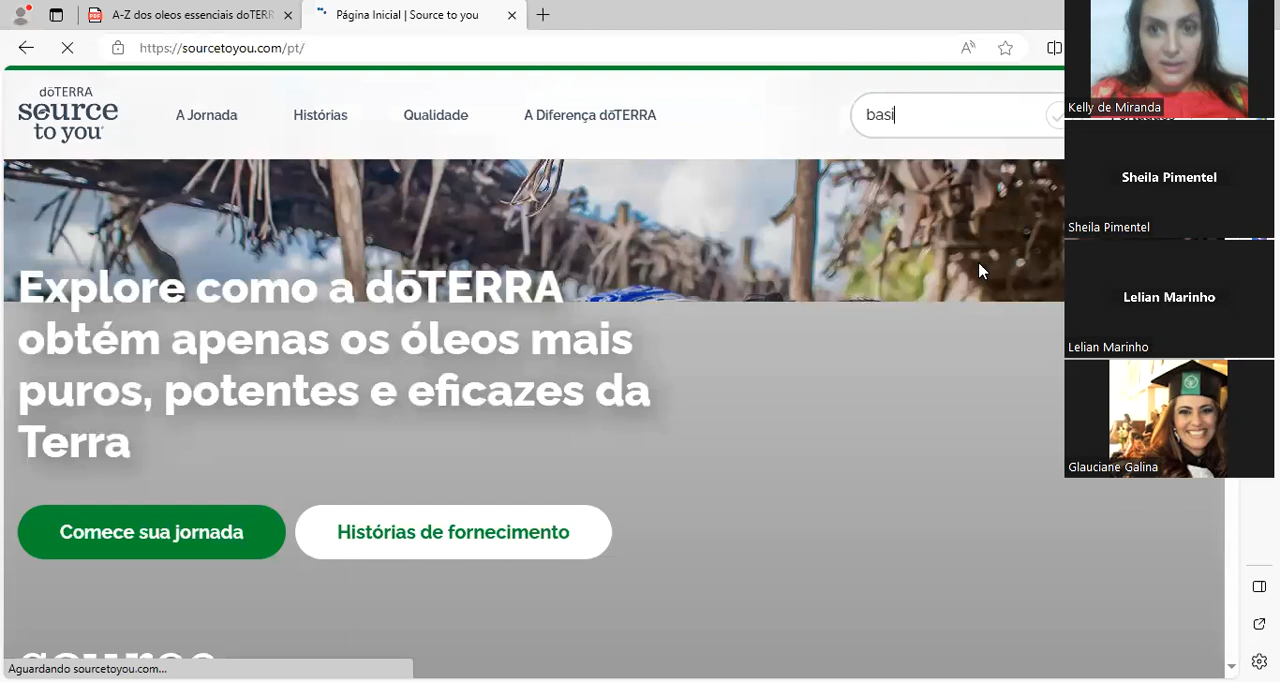 A-Z dos oleos essenciais doTERR
Página Inicial | Source to you
https://sourcetoyou.com/pt/
dōTERRA
source
to you
A Jornada
Histórias
Qualidade
A Diferença dōTERRA
basi
Explore como a dōTERRA
obtém apenas os óleos mais
puros, potentes e eficazes da
Terra
Comece sua jornada
Histórias de fornecimento
Aguardando sourcetoyou.com...
Kelly de Miranda
Sheila Pimentel
Sheila Pimentel
Lelian Marinho
Lelian Marinho
Glauciane Galina